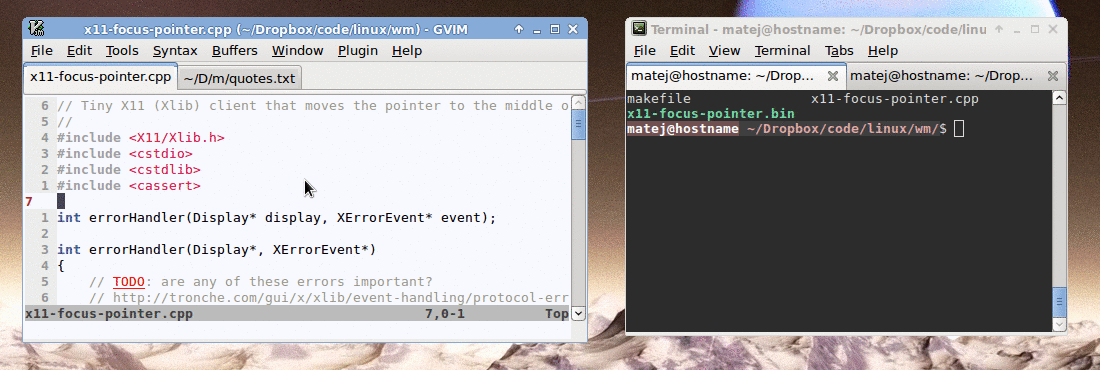 x11-focus-pointer.cpp (~/Dropbox/code/linux/wm) - GVIM
File Edit Tools Syntax Buffers Window Plugin Help
x11-focus-pointer.cpp ~/D/m/quotes.txt
6 // Tiny X11 (Xlib) client that moves the pointer to the middle o
5 //
4 #include <X11/Xlib.h>
3 #include <cstdio>
2 #include <cstdlib>
1 #include <cassert>
7
1 int errorHandler(Display* display, XErrorEvent* event);
2
3 int errorHandler(Display*, XErrorEvent*)
4 {
5 // TODO: are any of these errors important?
6 // http://tronche.com/gui/x/xlib/event-handling/protocol-err
x11-focus-pointer.cpp 7,0-1 Top
Terminal - matej@hostname: ~/Dropbox/code/linu
File Edit View Terminal Tabs Help
matej@hostname: ~/Drop... matej@hostname: ~/Drop...
makefile x11-focus-pointer.cpp
x11-focus-pointer.bin
matej@hostname ~/Dropbox/code/linux/wm/$